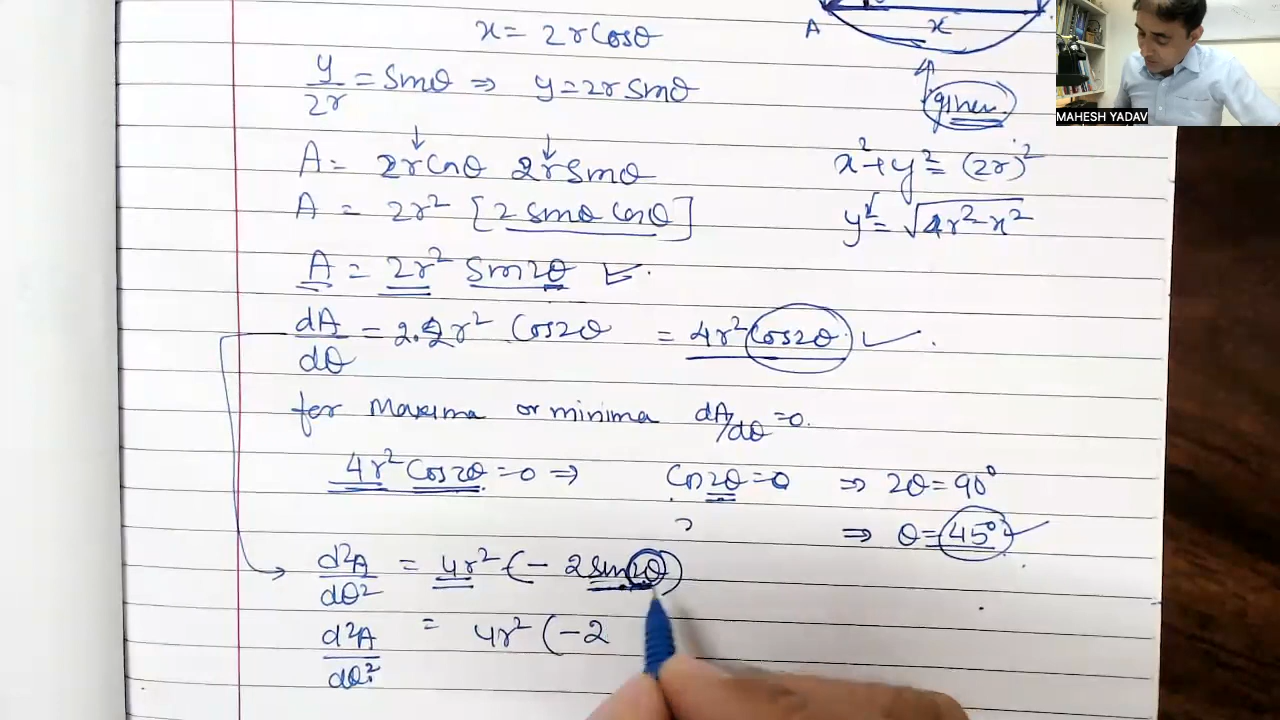 x = 2r Cosθ
A
x
y/2r = Sinθ ⇒ y = 2r Sinθ
given
MAHESH YADAV
A = 2r Cosθ 2r Sinθ
x² + y² = (2r)²
A = 2r² [2 Sinθ Cosθ]
y² = √4r² - x²
A = 2r² Sin2θ
dA/dθ = 2.2r² Cos2θ = 4r² Cos2θ
for Maxima or minima dA/dθ = 0.
4r² Cos2θ = 0 ⇒ Cos2θ = 0 ⇒ 2θ = 90°
⇒ θ = 45°
d²A/dθ² = 4r² (- 2 Sin 2θ)
d²A/dθ² = 4r² (-2